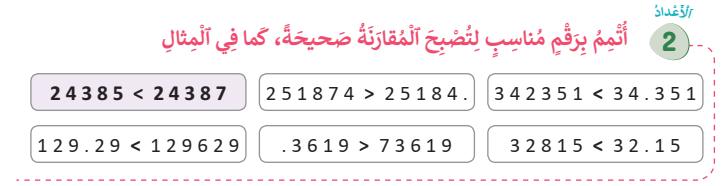 الأَعْدادُ
2 أُتْمِمُ بِرَقْمٍ مُناسِبٍ لِتُصْبِحَ ٱلْمُقارَنَةُ صَحيحَةً، كَما فِي ٱلْمِثالِ
24385 < 24387 251874 > 25184. 342351 < 34.351
129.29 < 129629 .3619 > 73619 32815 < 32.15